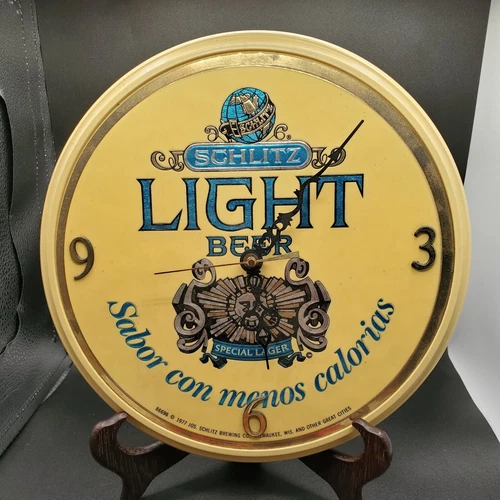 SCHLITZ
SCHLITZ
LIGHT
BEER
9
3
SPECIAL LAGER
Sabor con menos calorias
6
© 1977 JOS. SCHLITZ BREWING CO. MILWAUKEE, WIS. AND OTHER GREAT CITIES